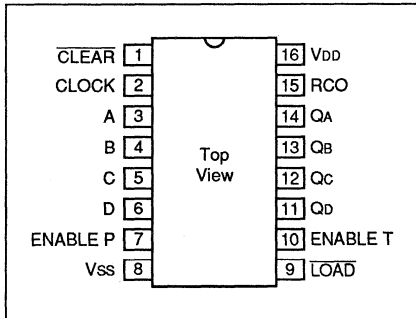 CLEAR 1 16 VDD
CLOCK 2 15 RCO
A 3 14 QA
B 4 13 QB
C 5 Top View 12 QC
D 6 11 QD
ENABLE P 7 10 ENABLE T
VSS 8 9 LOAD